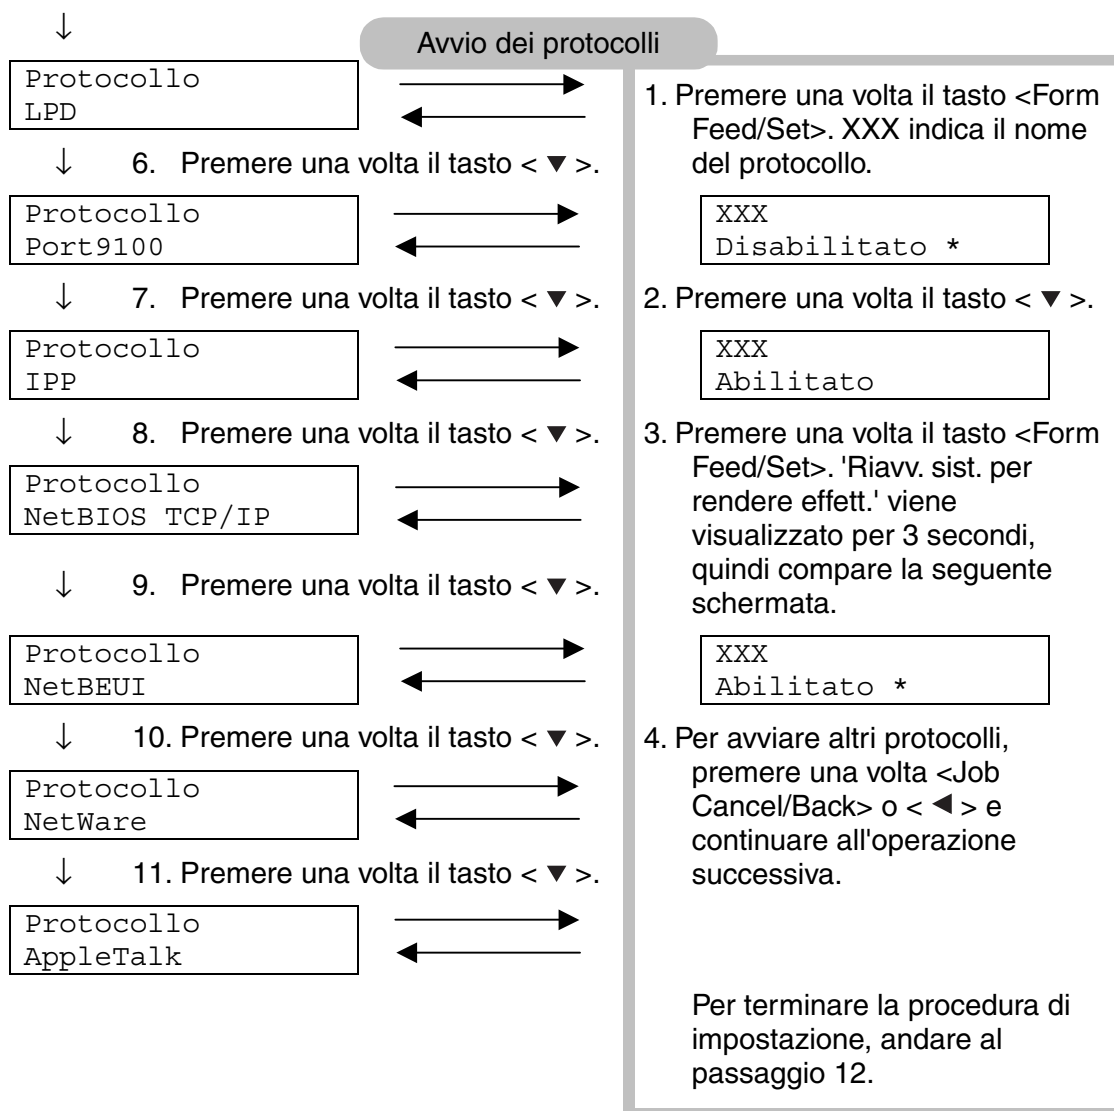 ↓
Avvio dei protocolli
Protocollo
LPD
↓ 6. Premere una volta il tasto < ▼ >.
Protocollo
Port9100
↓ 7. Premere una volta il tasto < ▼ >.
Protocollo
IPP
↓ 8. Premere una volta il tasto < ▼ >.
Protocollo
NetBIOS TCP/IP
↓ 9. Premere una volta il tasto < ▼ >.
Protocollo
NetBEUI
↓ 10. Premere una volta il tasto < ▼ >.
Protocollo
NetWare
↓ 11. Premere una volta il tasto < ▼ >.
Protocollo
AppleTalk
1. Premere una volta il tasto <Form
Feed/Set>. XXX indica il nome
del protocollo.
XXX
Disabilitato *
2. Premere una volta il tasto < ▼ >.
XXX
Abilitato
3. Premere una volta il tasto <Form
Feed/Set>. 'Riavv. sist. per
rendere effett.' viene
visualizzato per 3 secondi,
quindi compare la seguente
schermata.
XXX
Abilitato *
4. Per avviare altri protocolli,
premere una volta <Job
Cancel/Back> o < ◀ > e
continuare all'operazione
successiva.
Per terminare la procedura di
impostazione, andare al
passaggio 12.